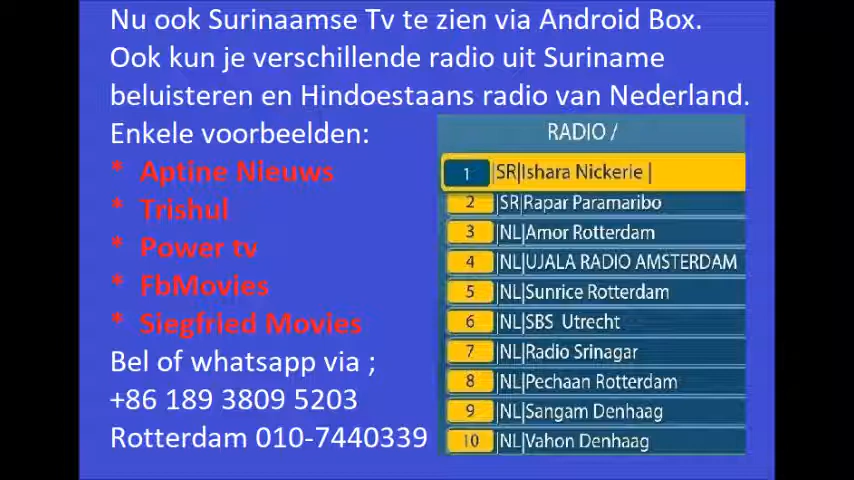 Nu ook Surinaamse Tv te zien via Android Box.
Ook kun je verschillende radio uit Suriname
beluisteren en Hindoestaans radio van Nederland.
Enkele voorbeelden:
* Aptine Nieuws
* Trishul
* Power tv
* FbMovies
* Siegfried Movies
Bel of whatsapp via ;
+86 189 3809 5203
Rotterdam 010-7440339
RADIO /
1 |SR|Ishara Nickerie |
2 |SR|Rapar Paramaribo
3 |NL|Amor Rotterdam
4 |NL|UJALA RADIO AMSTERDAM
5 |NL|Sunrice Rotterdam
6 |NL|SBS Utrecht
7 |NL|Radio Srinagar
8 |NL|Pechaan Rotterdam
9 |NL|Sangam Denhaag
10 |NL|Vahon Denhaag